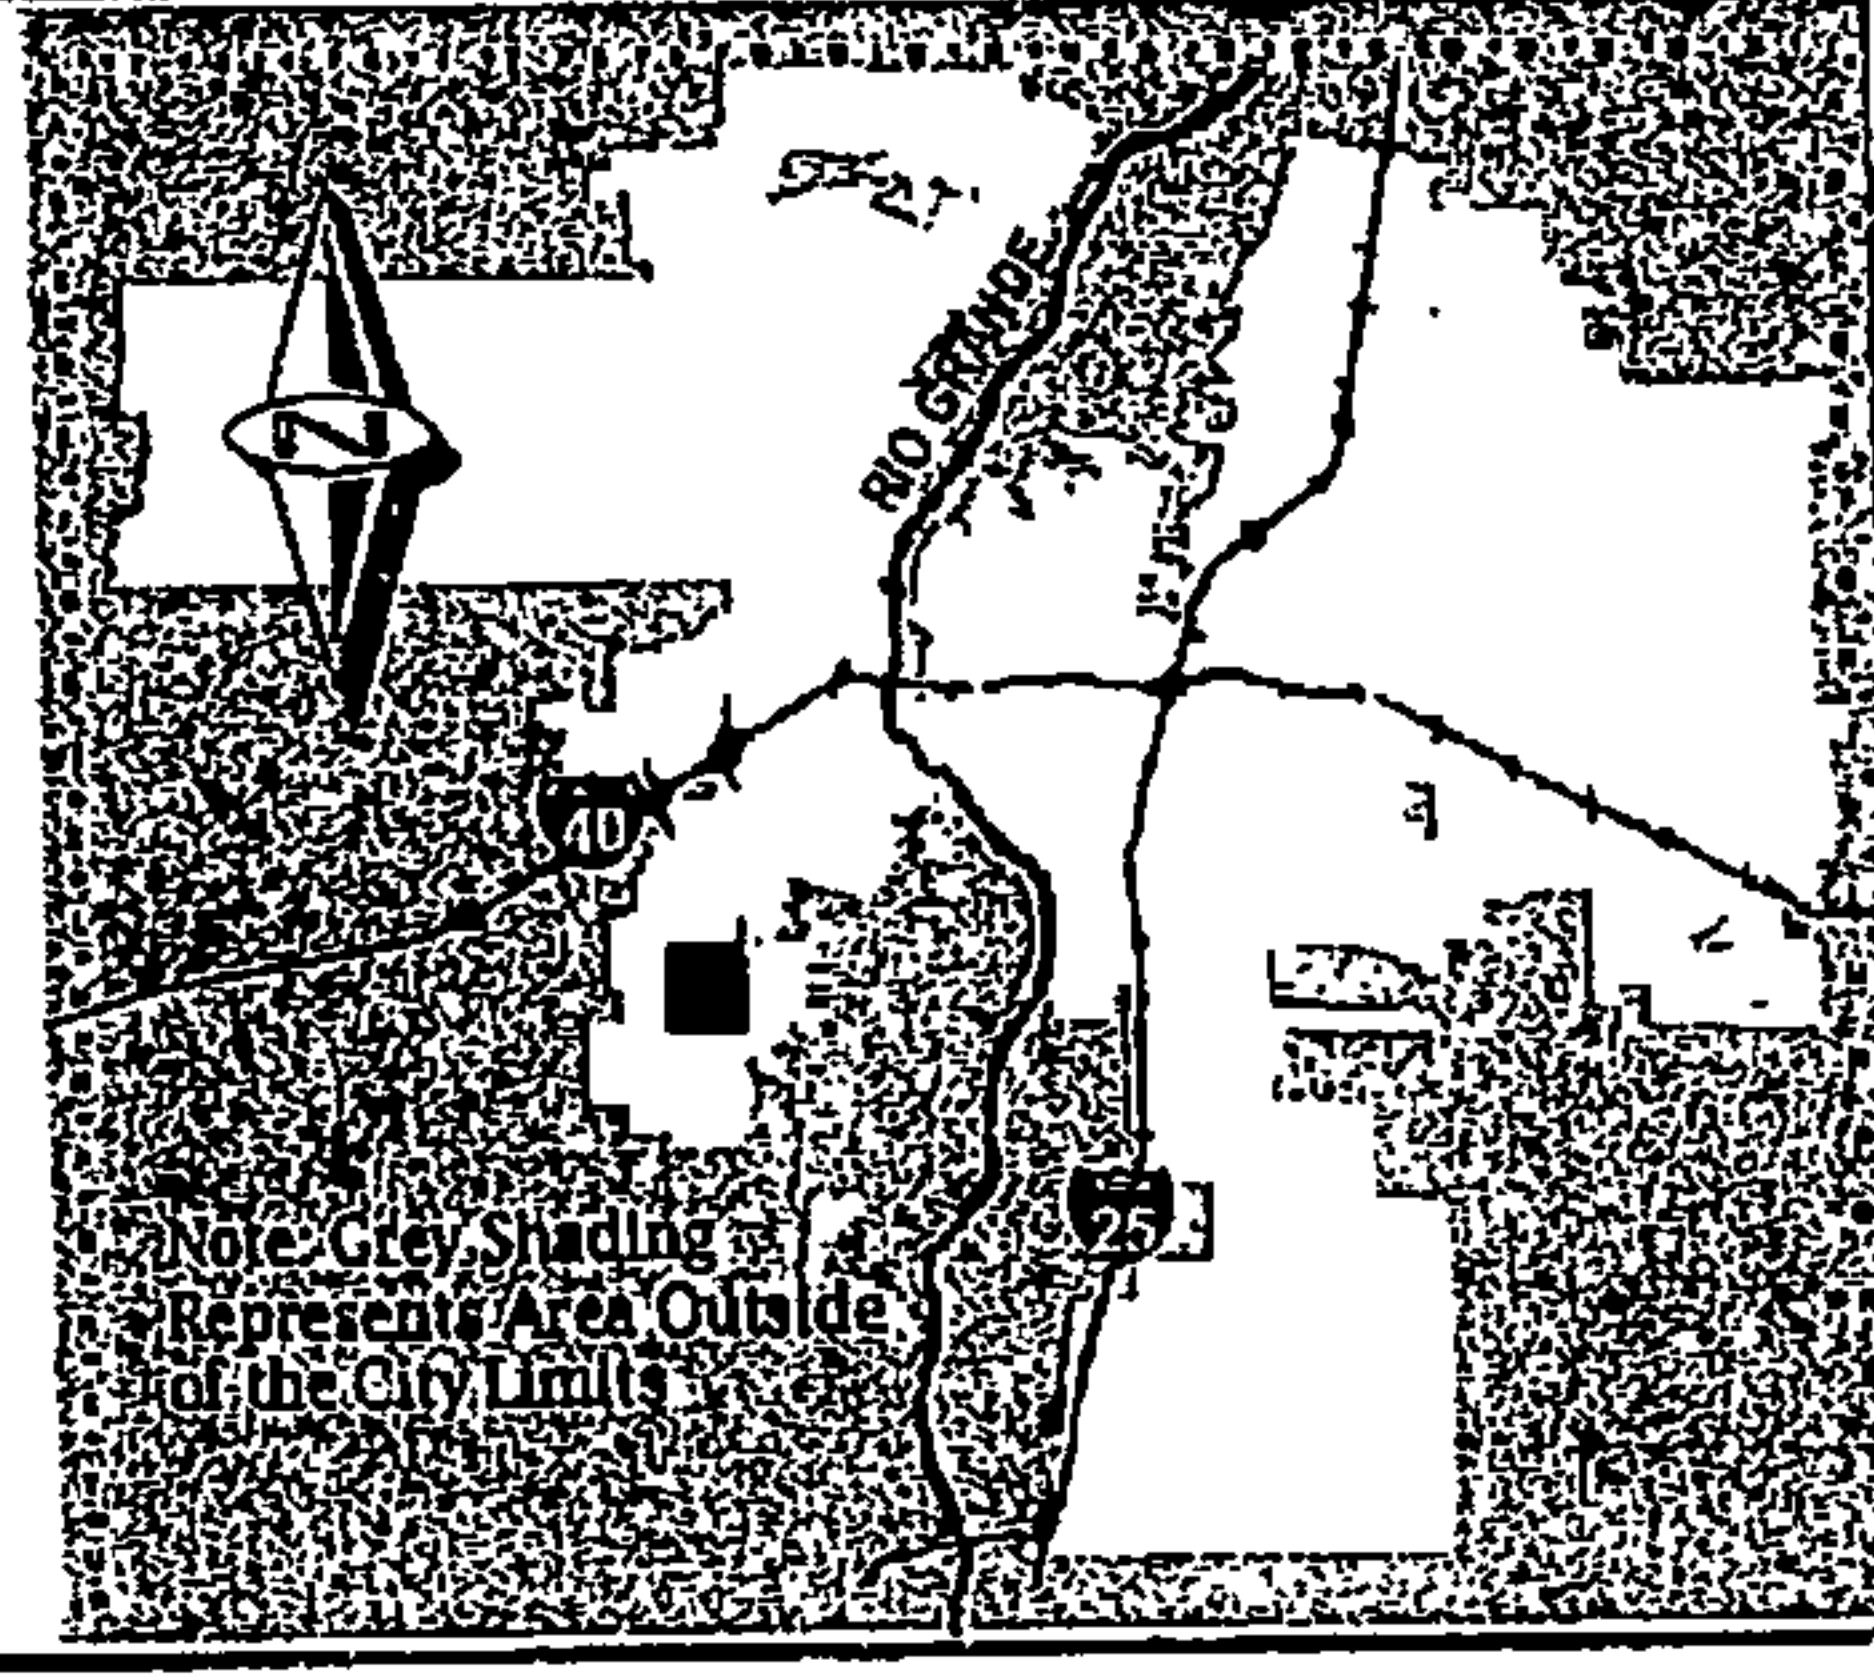 N
RIO GRANDE
40
25
Note: Grey Shading
Represents Area Outside
of the City Limits